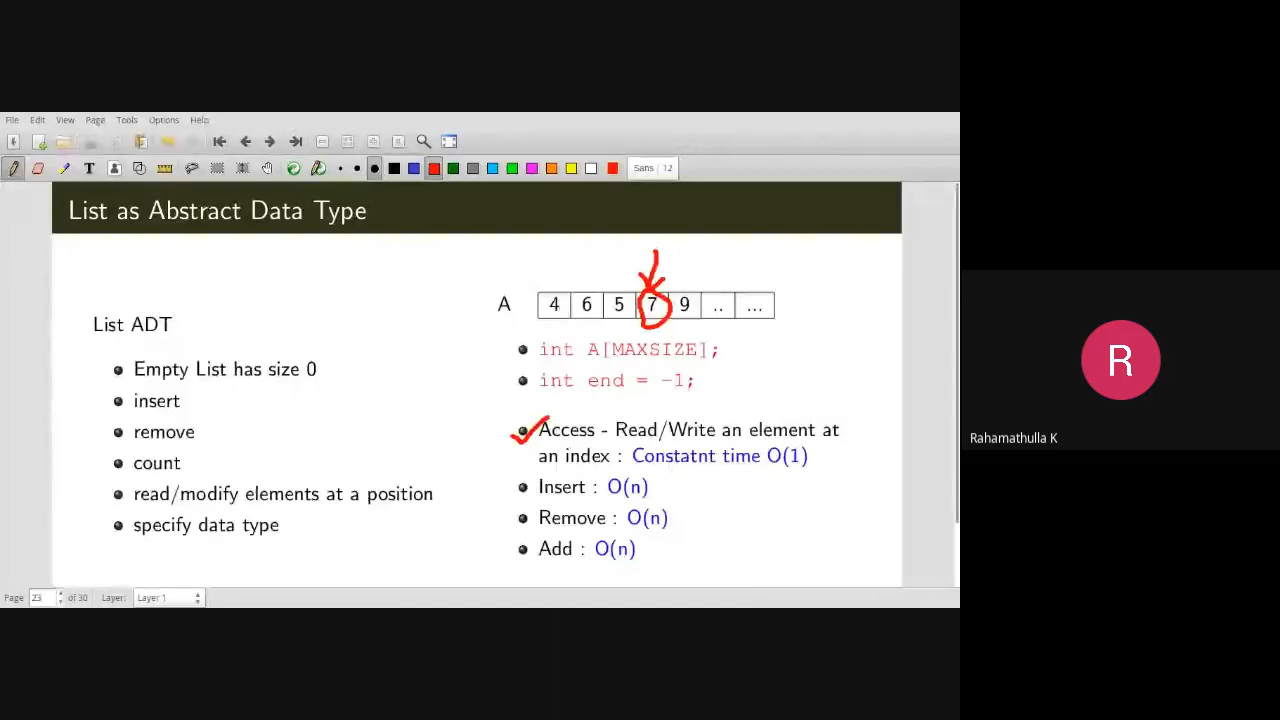 File Edit View Page Tools Options Help
T Sans 12
List as Abstract Data Type
A 4 6 5 7 9 .. ...
List ADT
int A[MAXSIZE];
Empty List has size 0
int end = -1;
insert
remove
Access - Read/Write an element at
an index : Constatnt time O(1)
count
Insert : O(n)
read/modify elements at a position
Remove : O(n)
specify data type
Add : O(n)
R
Rahamathulla K
Page 23 of 30 Layer: Layer 1